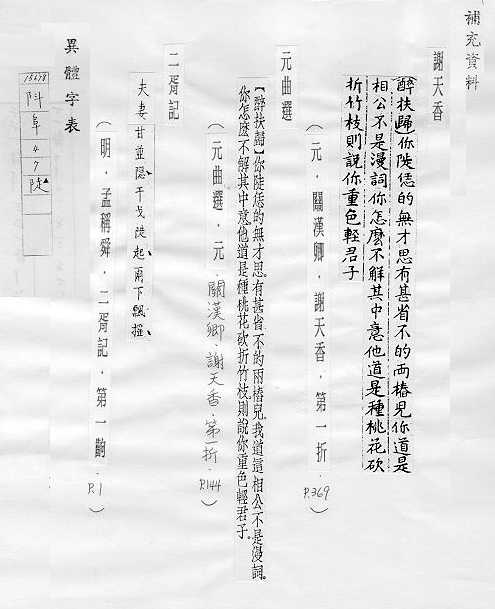 補充資料
謝天香
醉扶歸你陡恁的無才思有甚省不的兩樁兒你道是
相公不是漫詞你怎麼不解其中意他道是種桃花砍
折竹枝則說你重色輕君子
（元．關漢卿．謝天香．第一折．P.369）
元曲選
【醉扶歸】你陡恁的無才思。有甚省不的兩樁兒。我道這相公不是漫詞。
你怎麼不解其中意。他道是種桃花砍折竹枝。則說你重色輕君子。
（元曲選．元．關漢卿．謝天香．第一折．P.144）
二胥記
夫妻甘並隱干戈陡起、兩下飄搖、
（明．孟稱舜．二胥記．第一齣．P.1）
異體字表
阜
4
7
陡